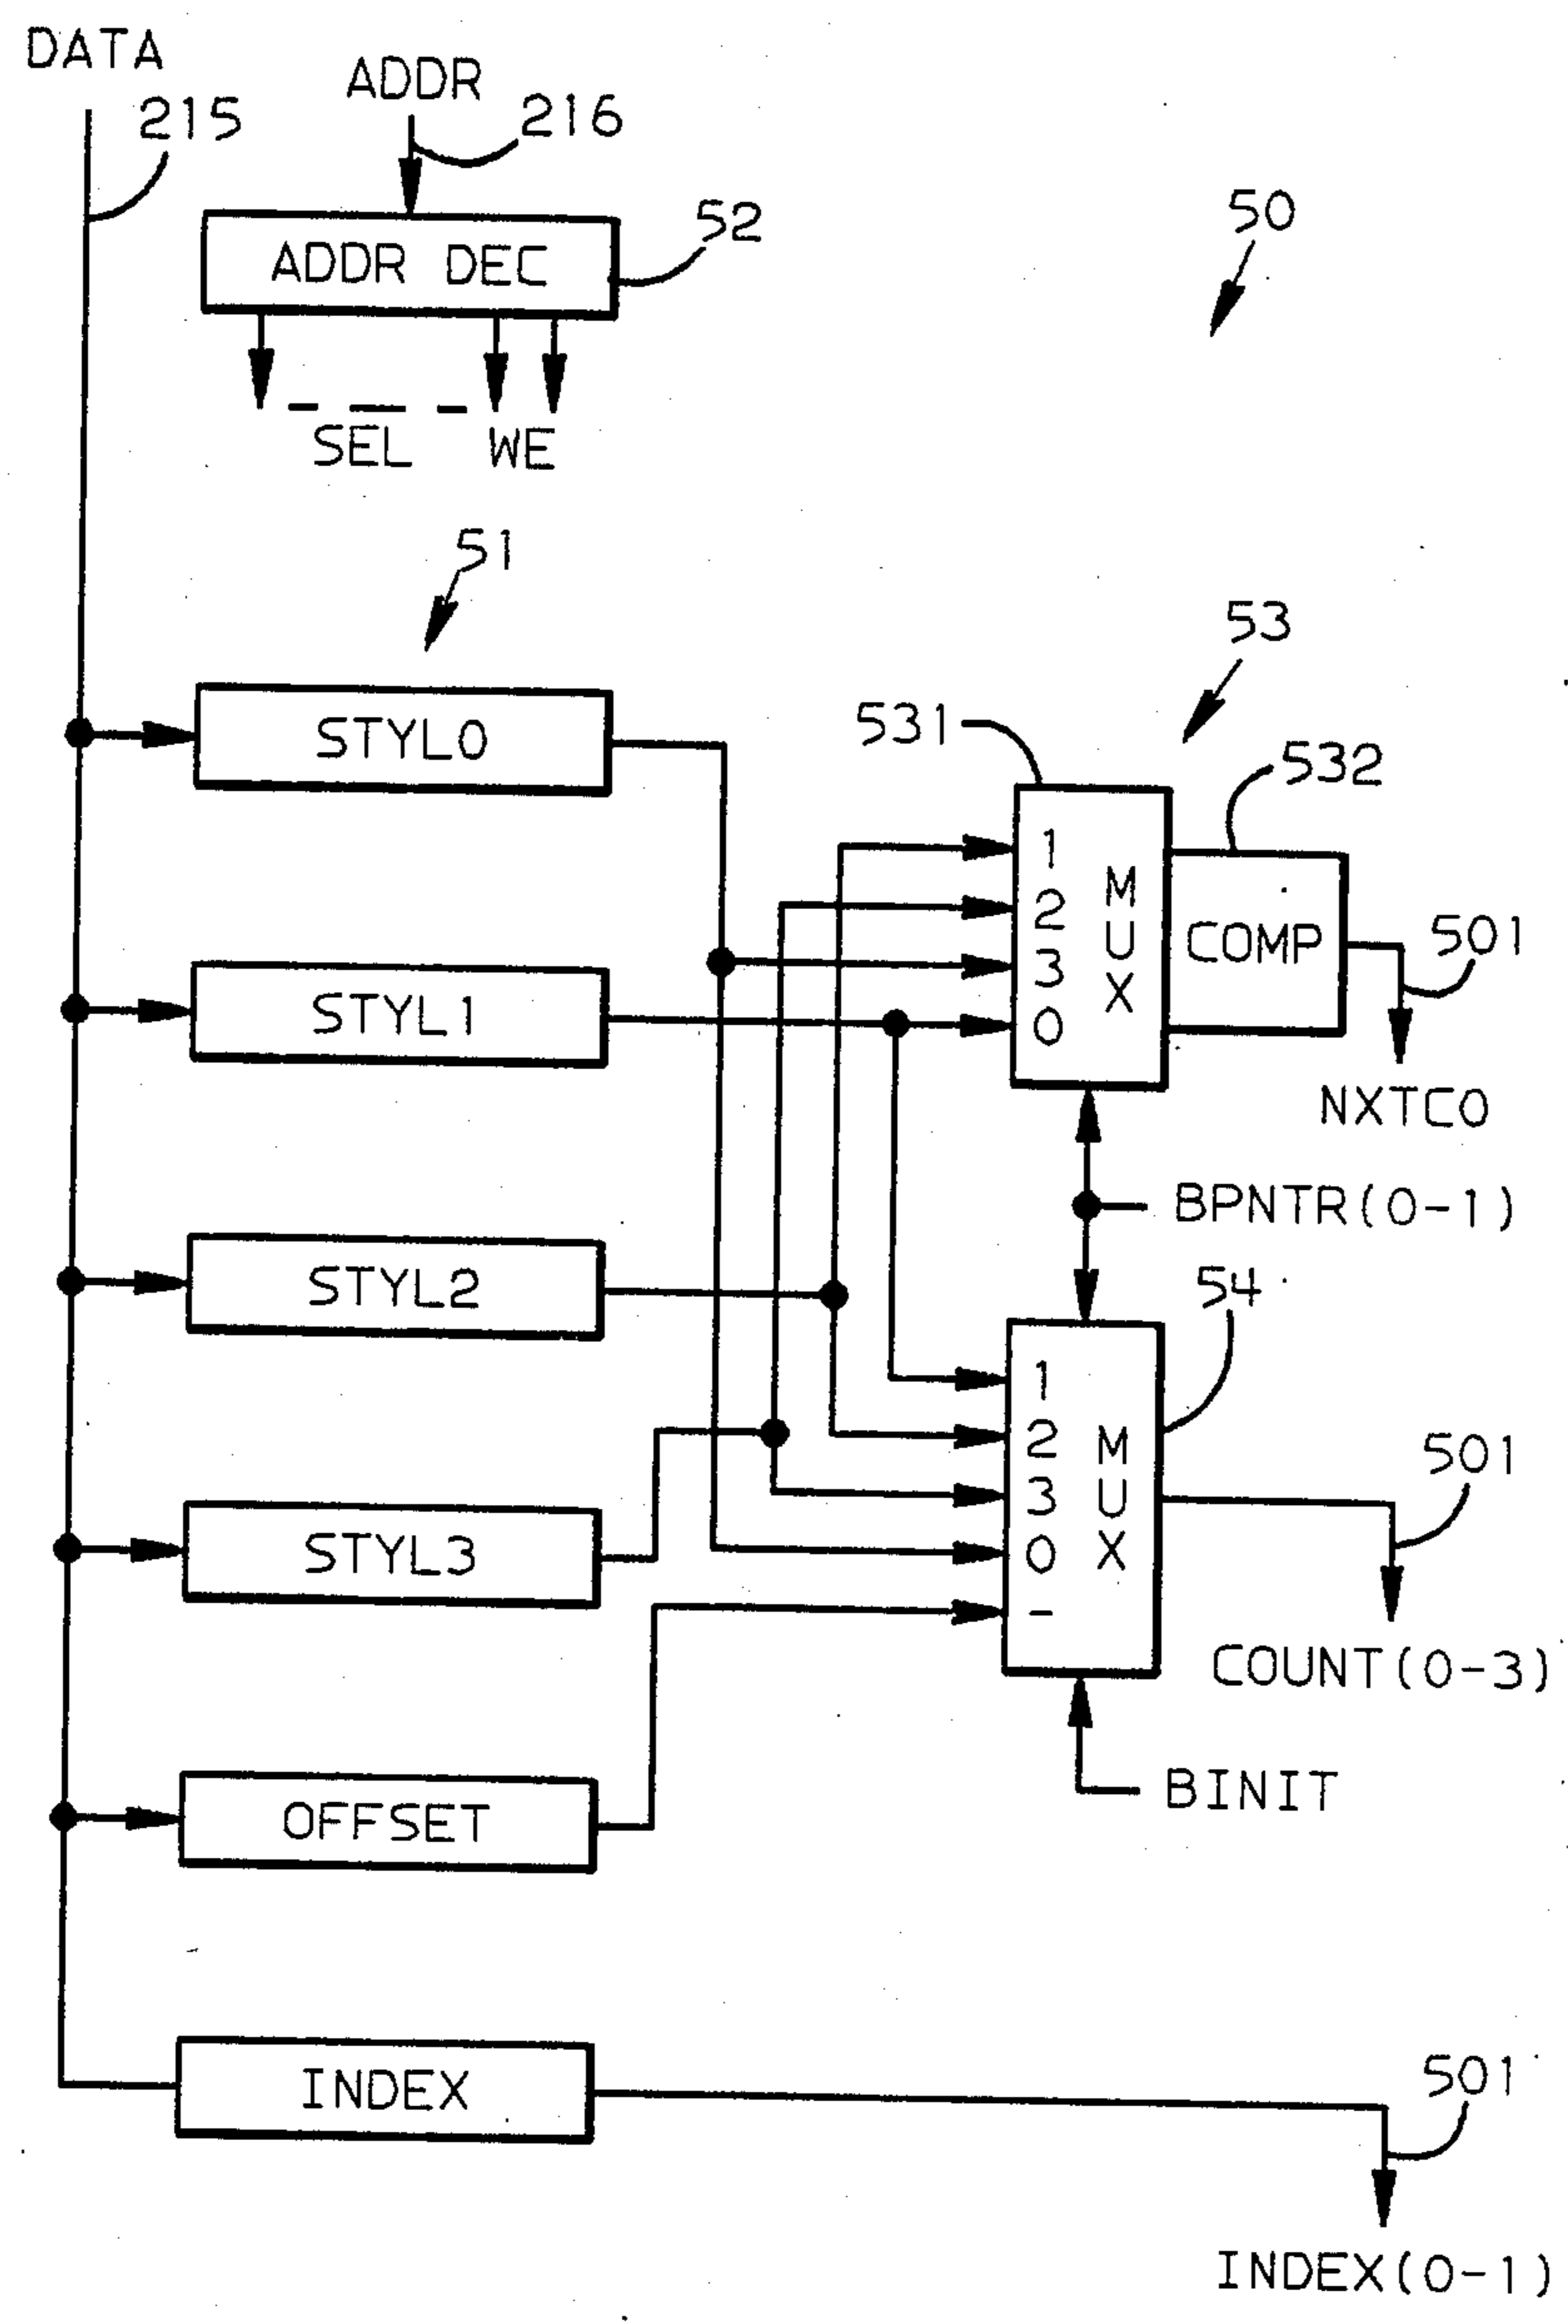 DATA
215
ADDR
216
ADDR DEC
52
SEL WE
50
51
53
STYL0
531
532
1
2
3
0
MUX
COMP
501
STYL1
NXTC0
BPNTR(0-1)
STYL2
54
1
2
3
0
-
MUX
501
STYL3
COUNT(0-3)
BINIT
OFFSET
INDEX
501
INDEX(0-1)